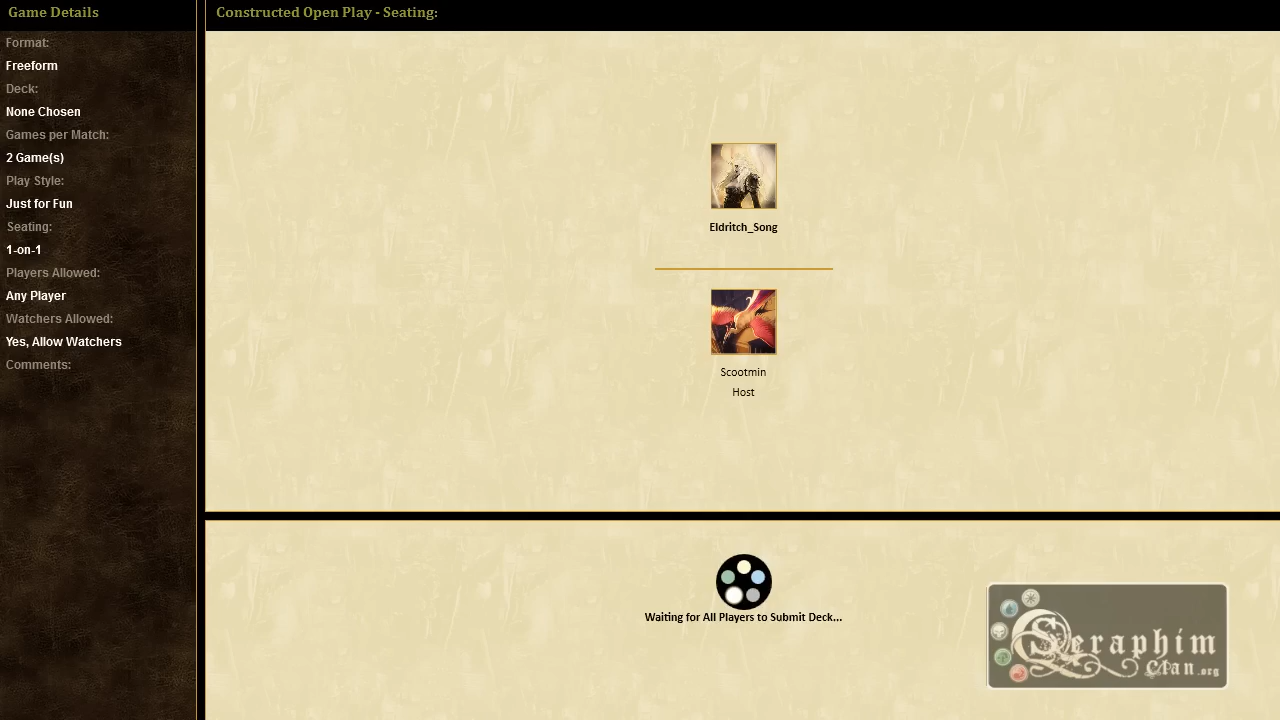 Game Details
Constructed Open Play - Seating:
Format:
Freeform
Deck:
None Chosen
Games per Match:
2 Game(s)
Play Style:
Just for Fun
Seating:
1-on-1
Players Allowed:
Any Player
Watchers Allowed:
Yes, Allow Watchers
Comments:
Eldritch_Song
Scootmin
Host
Waiting for All Players to Submit Deck...
Seraphim
Clan.org